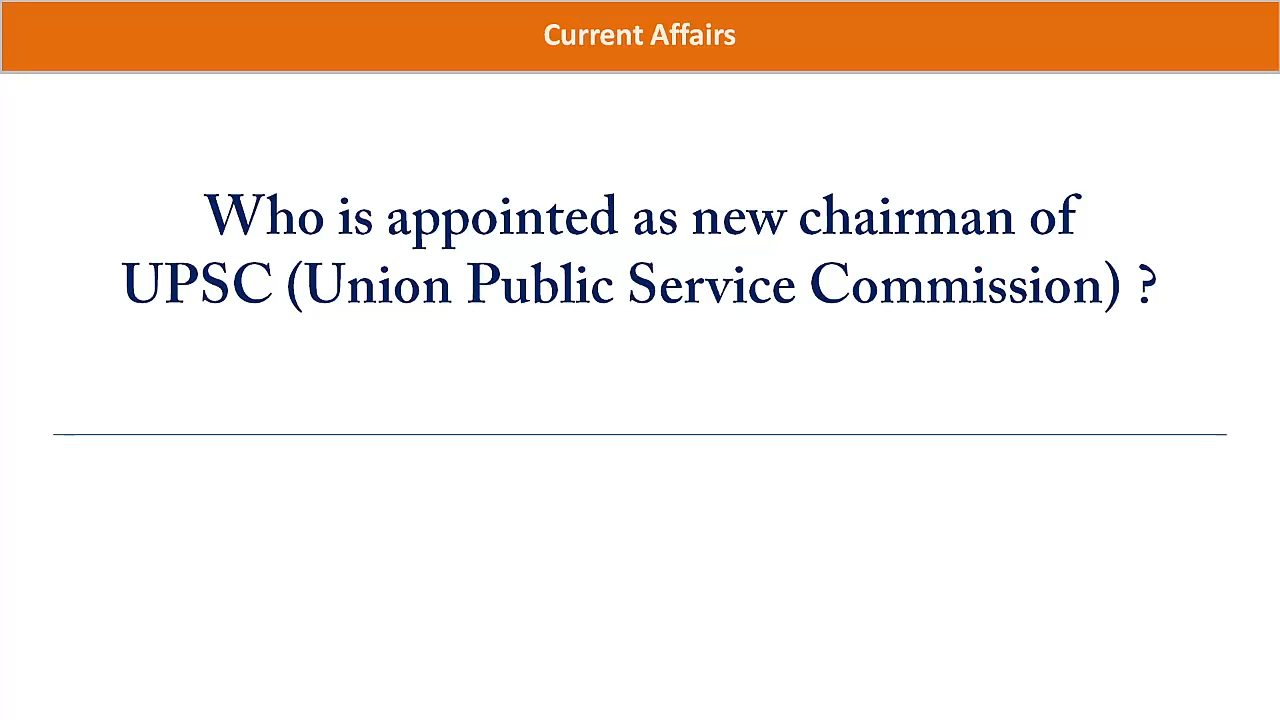 Current Affairs
Who is appointed as new chairman of
UPSC (Union Public Service Commission) ?